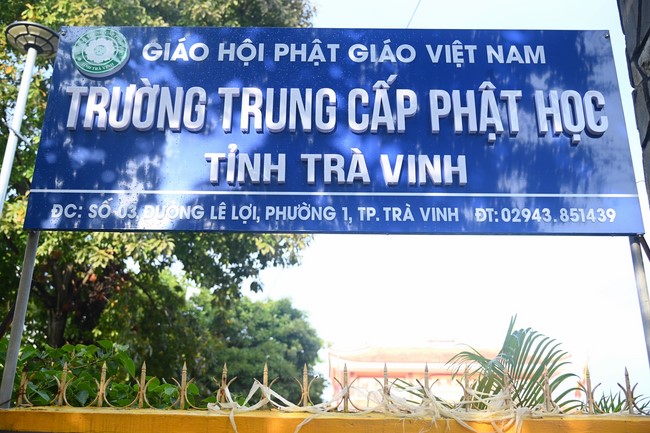 GIÁO HỘI PHẬT GIÁO VIỆT NAM
TRƯỜNG TRUNG CẤP PHẬT HỌC
TỈNH TRÀ VINH
ĐC: SỐ 03, ĐƯỜNG LÊ LỢI, PHƯỜNG 1, TP. TRÀ VINH ĐT: 02943.851439